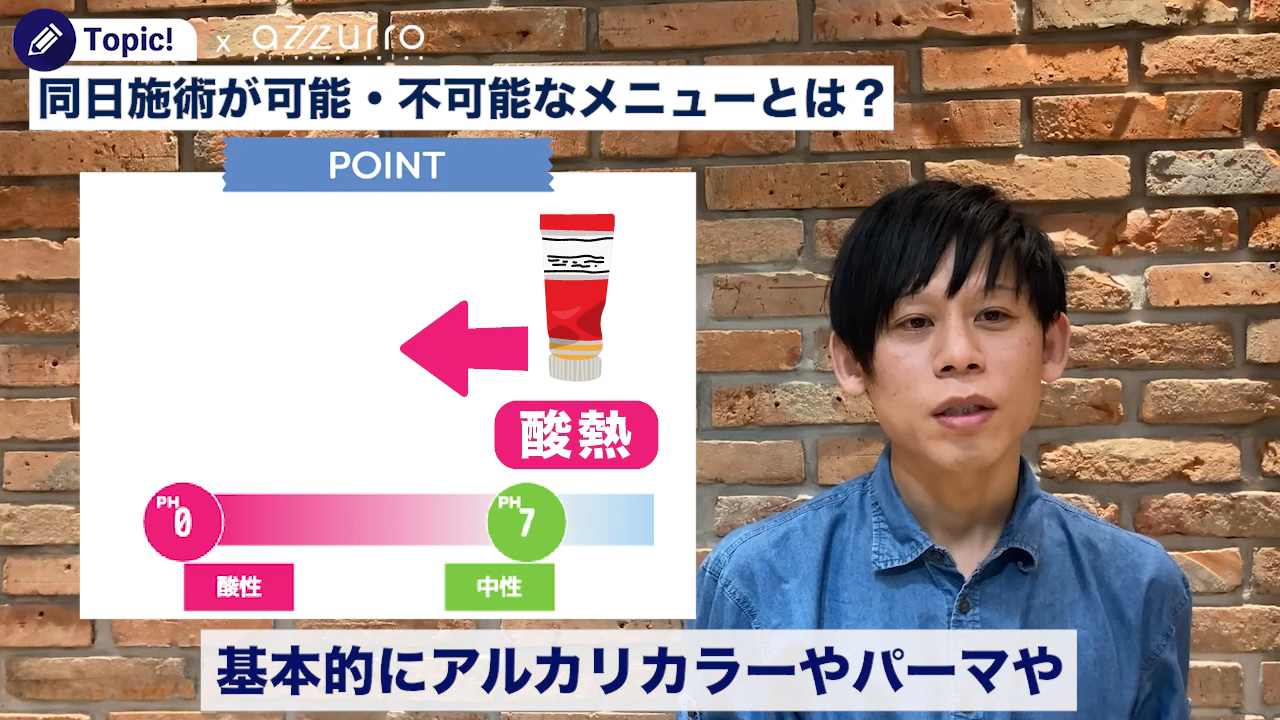 Topic!
x azzurro
private salon
同日施術が可能・不可能なメニューとは？
POINT
酸熱
PH 0
PH 7
酸性
中性
基本的にアルカリカラーやパーマや